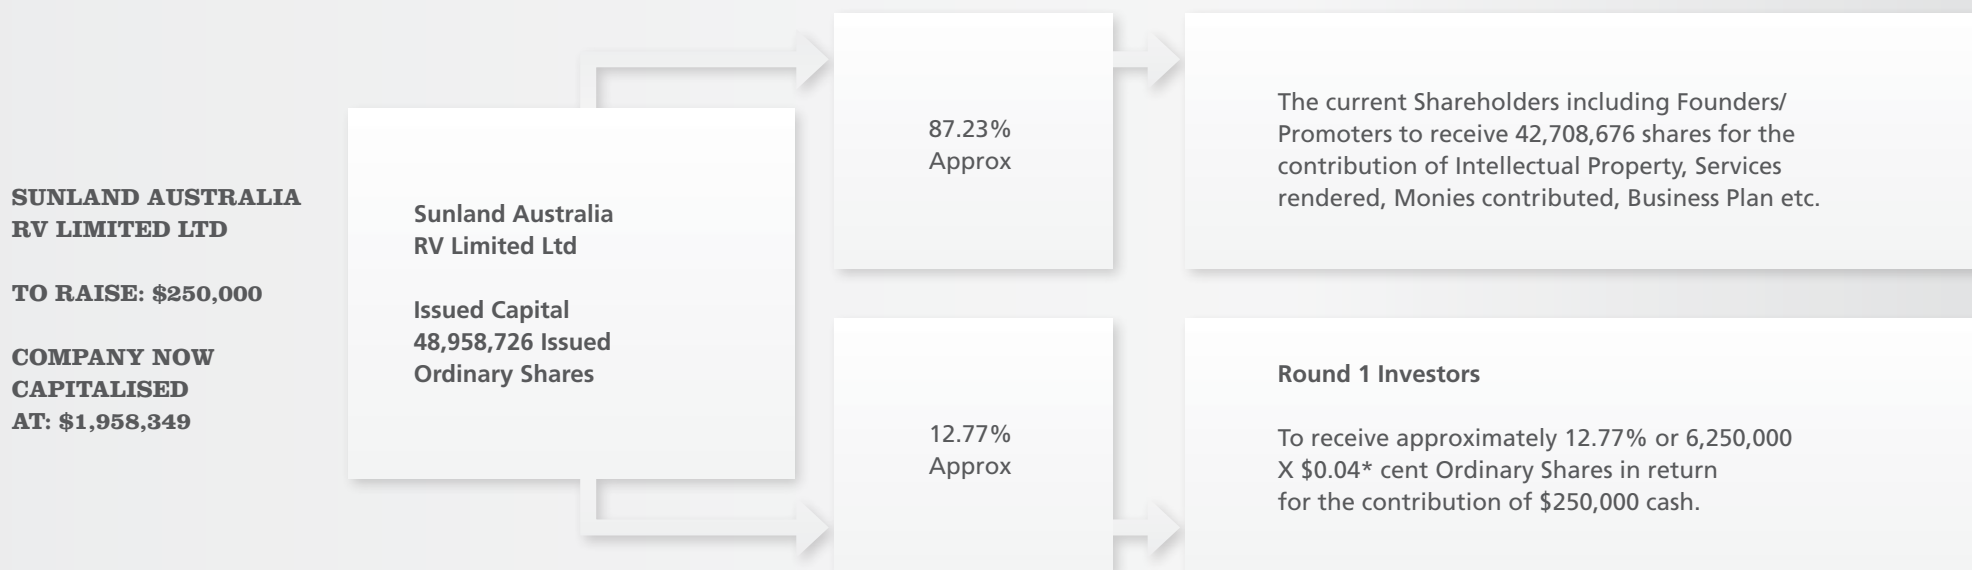 SUNLAND AUSTRALIA
RV LIMITED LTD
TO RAISE: $250,000
COMPANY NOW
CAPITALISED
AT: $1,958,349
Sunland Australia
RV Limited Ltd
Issued Capital
48,958,726 Issued
Ordinary Shares
87.23%
Approx
The current Shareholders including Founders/
Promoters to receive 42,708,676 shares for the
contribution of Intellectual Property, Services
rendered, Monies contributed, Business Plan etc.
12.77%
Approx
Round 1 Investors
To receive approximately 12.77% or 6,250,000
X $0.04* cent Ordinary Shares in return
for the contribution of $250,000 cash.